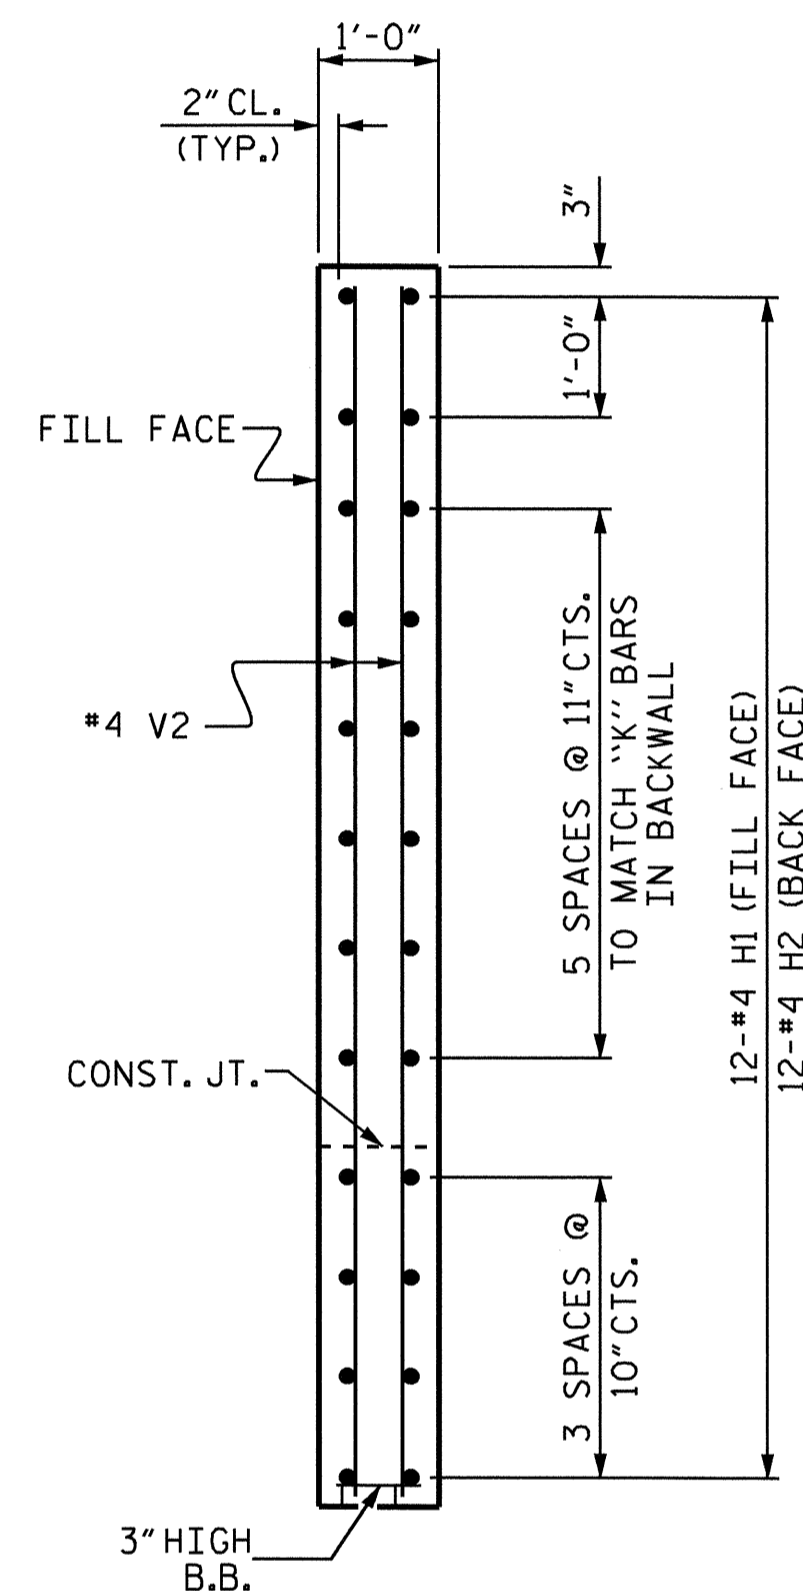 1'-0"
2" CL.
(TYP.)
3"
1'-0"
FILL FACE
5 SPACES @ 11" CTS.
TO MATCH "K" BARS
IN BACKWALL
#4 V2
12-#4 H1 (FILL FACE)
12-#4 H2 (BACK FACE)
CONST. JT.
3 SPACES @
10" CTS.
3" HIGH
B.B.